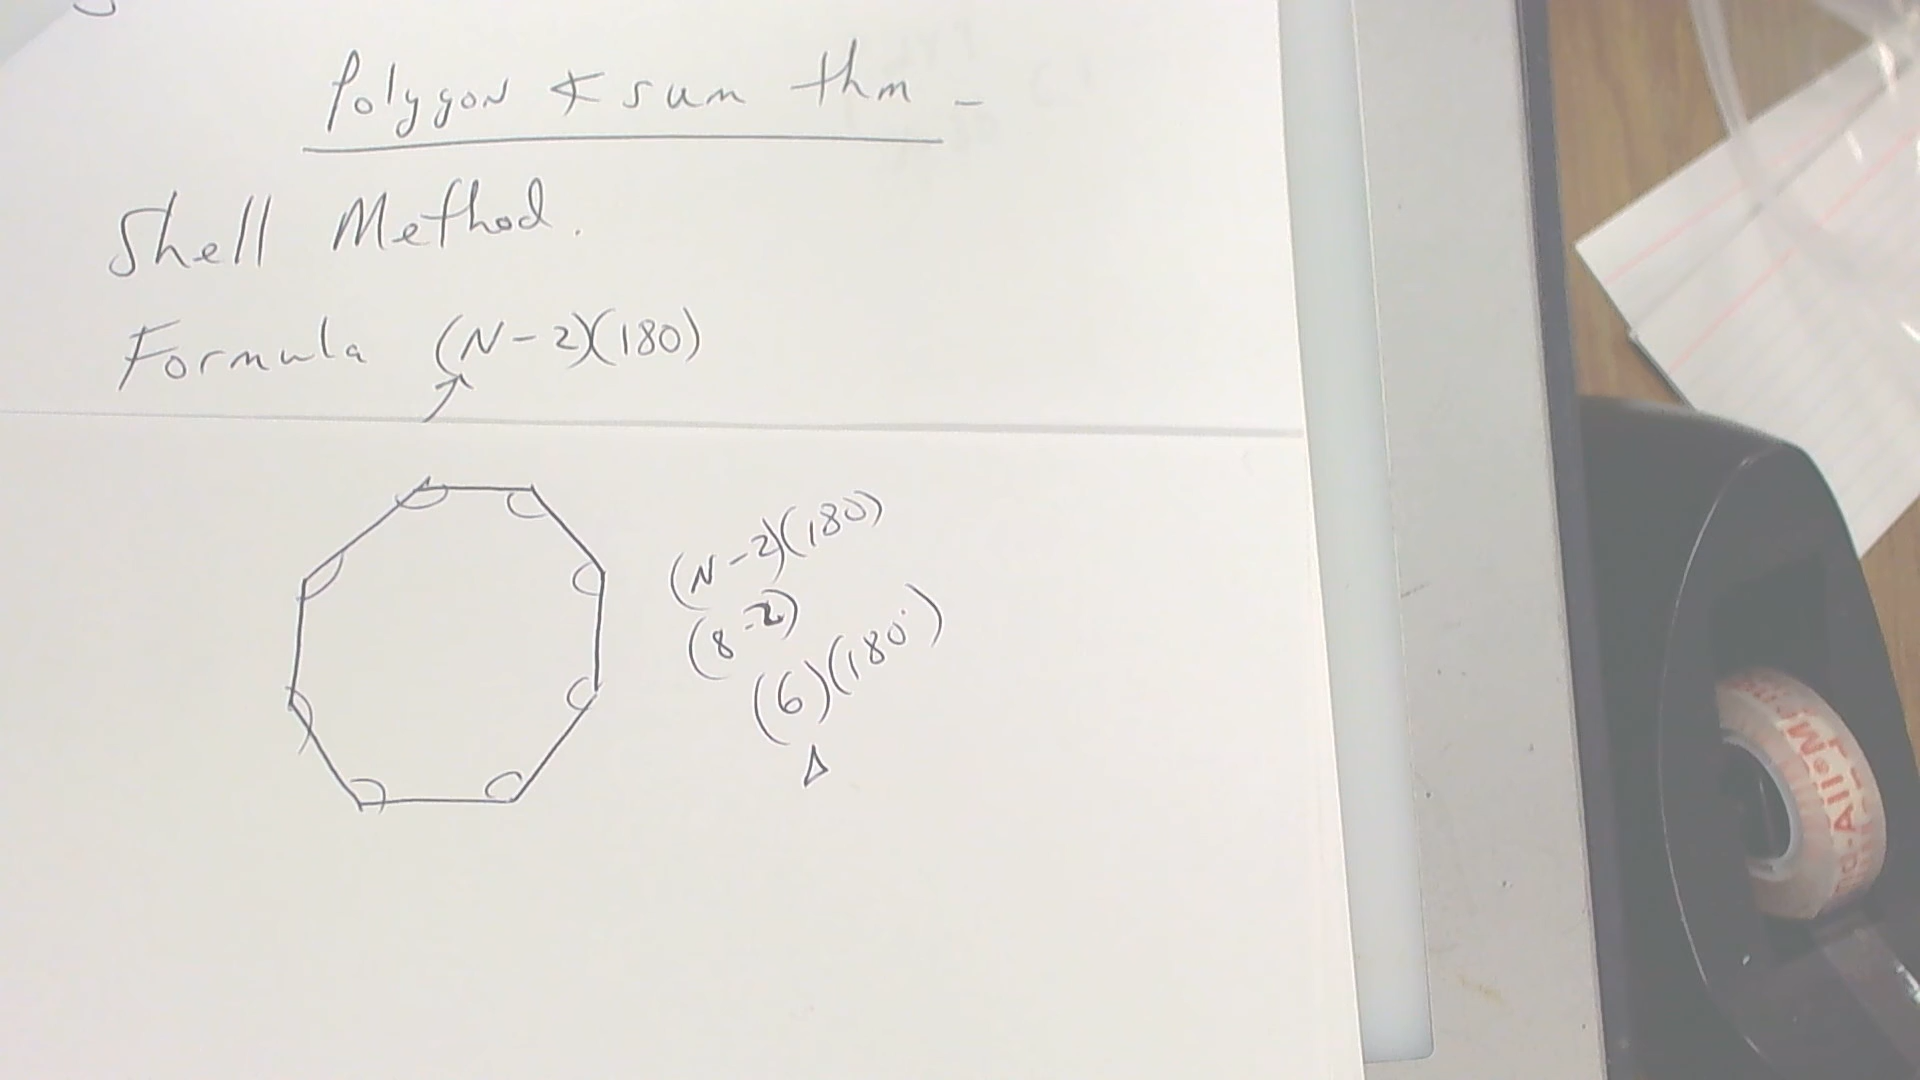 Polygon ∡ sum thm -
Shell Method.
Formula (N-2)(180)
(N-2)(180)
(8-2)
(6)(180°)
Δ